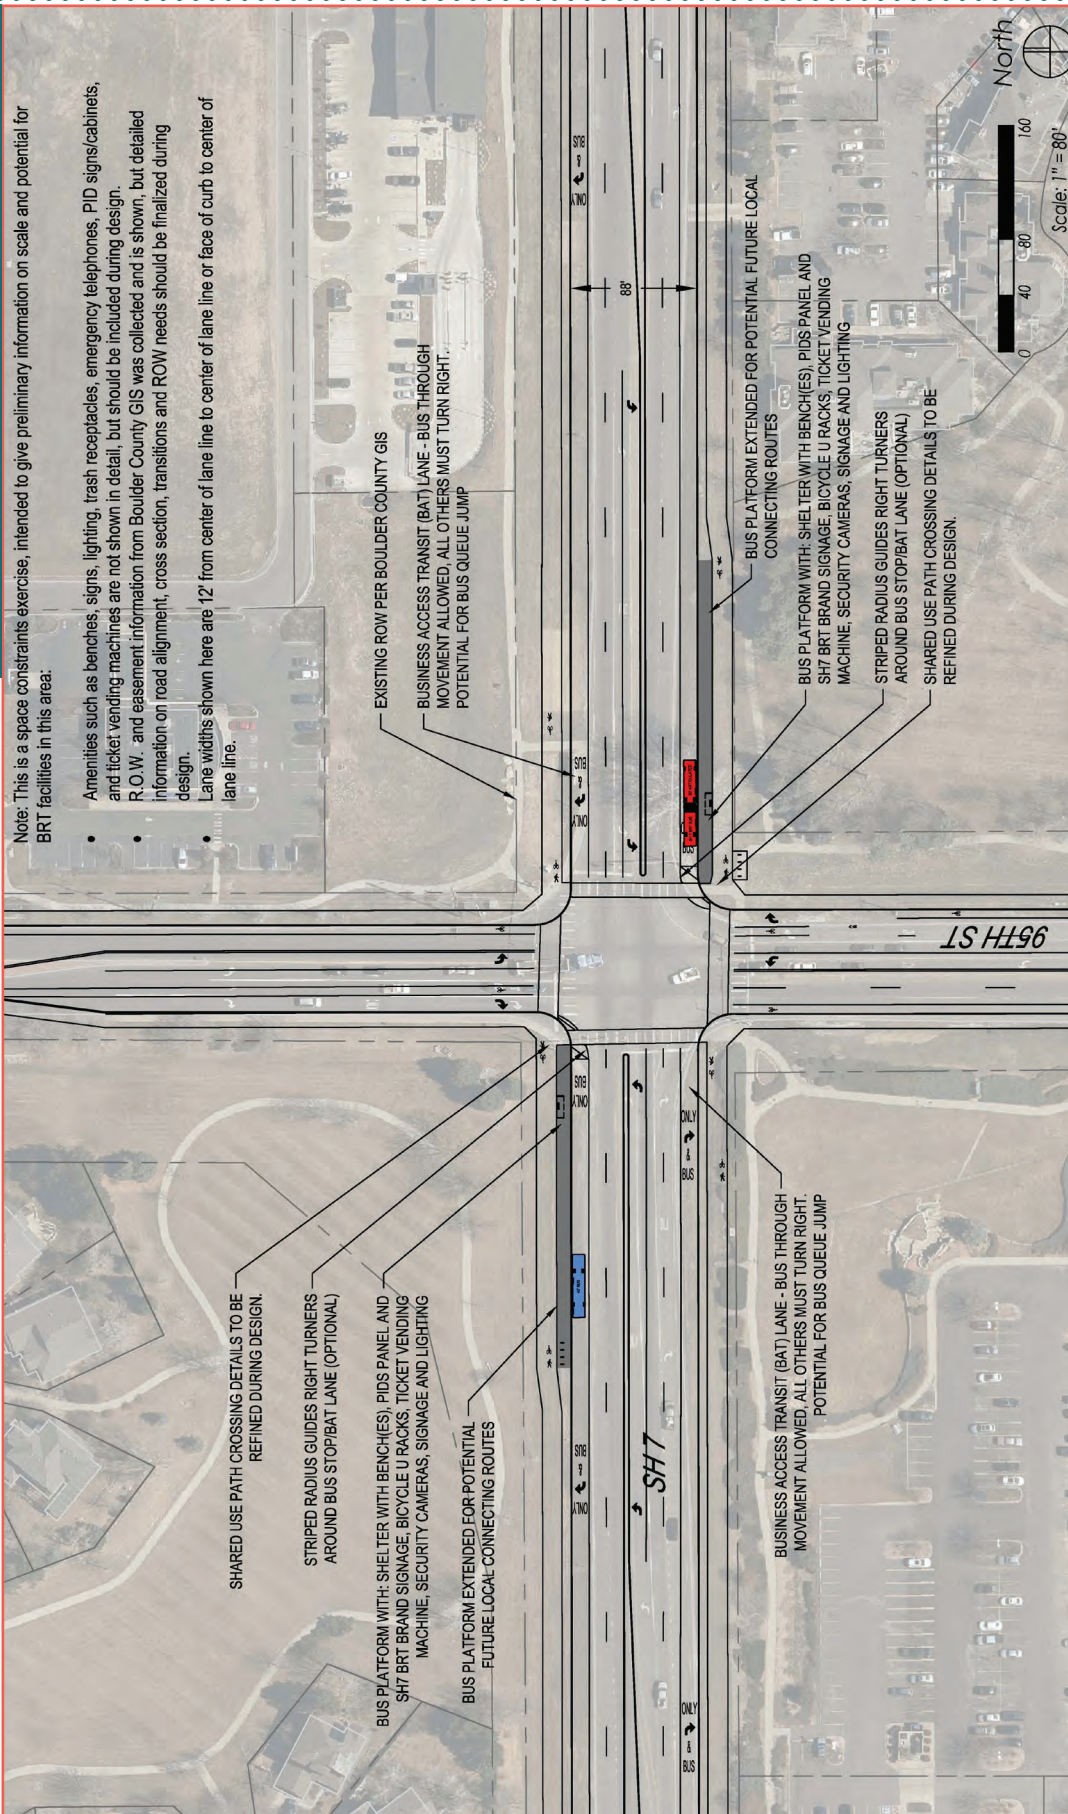 Note: This is a space constraints exercise, intended to give preliminary information on scale and potential for
BRT facilities in this area:
• Amenities such as benches, signs, lighting, trash receptacles, emergency telephones, PID signs/cabinets,
and ticket vending machines are not shown in detail, but should be included during design.
• R.O.W. and easement information from Boulder County GIS was collected and is shown, but detailed
information on road alignment, cross section, transitions and ROW needs should be finalized during
design.
• Lane widths shown here are 12' from center of lane line to center of lane line or face of curb to center of
lane line.
SHARED USE PATH CROSSING DETAILS TO BE
REFINED DURING DESIGN.
STRIPED RADIUS GUIDES RIGHT TURNERS
AROUND BUS STOP/BAT LANE (OPTIONAL)
BUS PLATFORM WITH: SHELTER WITH BENCH(ES), PIDS PANEL AND
SH7 BRT BRAND SIGNAGE, BICYCLE U RACKS, TICKET VENDING
MACHINE, SECURITY CAMERAS, SIGNAGE AND LIGHTING
BUS PLATFORM EXTENDED FOR POTENTIAL
FUTURE LOCAL CONNECTING ROUTES
EXISTING ROW PER BOULDER COUNTY GIS
BUSINESS ACCESS TRANSIT (BAT) LANE - BUS THROUGH
MOVEMENT ALLOWED, ALL OTHERS MUST TURN RIGHT.
POTENTIAL FOR BUS QUEUE JUMP
ONLY
&
BUS
ONLY
BUS
ONLY
&
BUS
ONLY
&
BUS
SH7
88'
BUS
&
ONLY
BUS
&
ONLY
BUS
95TH ST
BUSINESS ACCESS TRANSIT (BAT) LANE - BUS THROUGH
MOVEMENT ALLOWED, ALL OTHERS MUST TURN RIGHT.
POTENTIAL FOR BUS QUEUE JUMP
BUS PLATFORM EXTENDED FOR POTENTIAL FUTURE LOCAL
CONNECTING ROUTES
BUS PLATFORM WITH: SHELTER WITH BENCH(ES), PIDS PANEL AND
SH7 BRT BRAND SIGNAGE, BICYCLE U RACKS, TICKET VENDING
MACHINE, SECURITY CAMERAS, SIGNAGE AND LIGHTING
STRIPED RADIUS GUIDES RIGHT TURNERS
AROUND BUS STOP/BAT LANE (OPTIONAL)
SHARED USE PATH CROSSING DETAILS TO BE
REFINED DURING DESIGN.
North
0 40 80 160
Scale: 1" = 80'